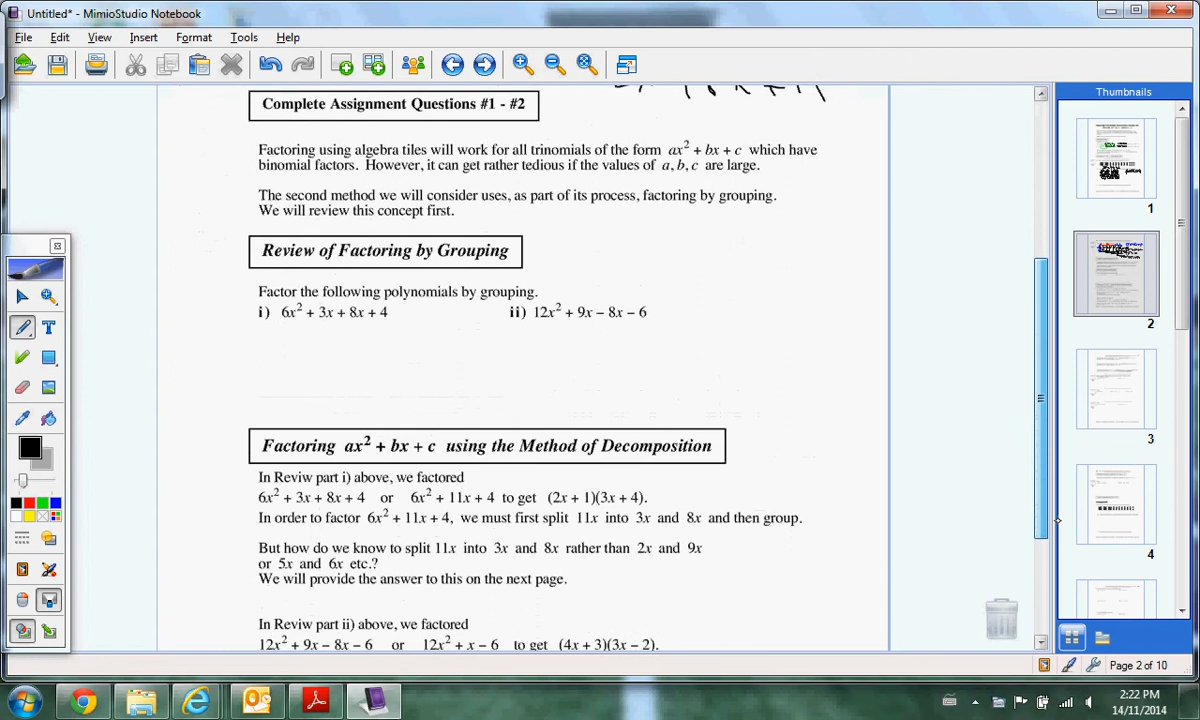 Untitled* - MimioStudio Notebook
File Edit View Insert Format Tools Help
Complete Assignment Questions #1 - #2
Factoring using algebra tiles will work for all trinomials of the form ax² + bx + c which have
binomial factors. However, it can get rather tedious if the values of a, b, c are large.
The second method we will consider uses, as part of its process, factoring by grouping.
We will review this concept first.
Review of Factoring by Grouping
Factor the following polynomials by grouping.
i) 6x² + 3x + 8x + 4 ii) 12x² + 9x − 8x − 6
Factoring ax² + bx + c using the Method of Decomposition
In Reviw part i) above, we factored
6x² + 3x + 8x + 4 or 6x² + 11x + 4 to get (2x + 1)(3x + 4).
In order to factor 6x² + 11x + 4, we must first split 11x into 3x and 8x and then group.
But how do we know to split 11x into 3x and 8x rather than 2x and 9x
or 5x and 6x etc.?
We will provide the answer to this on the next page.
In Reviw part ii) above, we factored
12x² + 9x − 8x − 6 or 12x² + x − 6 to get (4x + 3)(3x − 2).
Thumbnails
1
2
3
4
Page 2 of 10
2:22 PM
14/11/2014